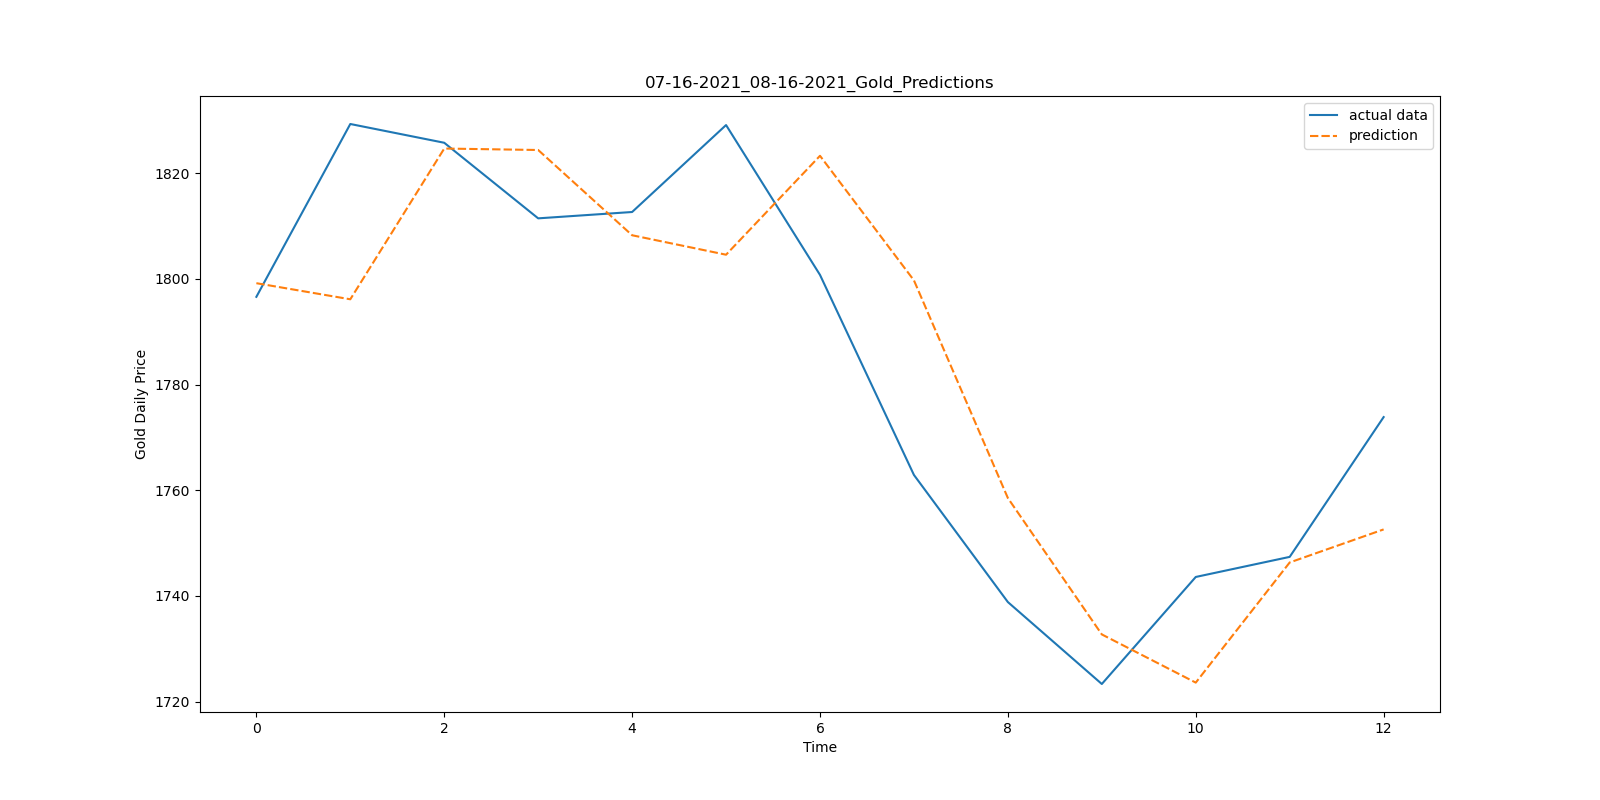 07-16-2021_08-16-2021_Gold_Predictions
actual data
prediction
1820
1800
1780
1760
1740
1720
Gold Daily Price
0 2 4 6 8 10 12
Time